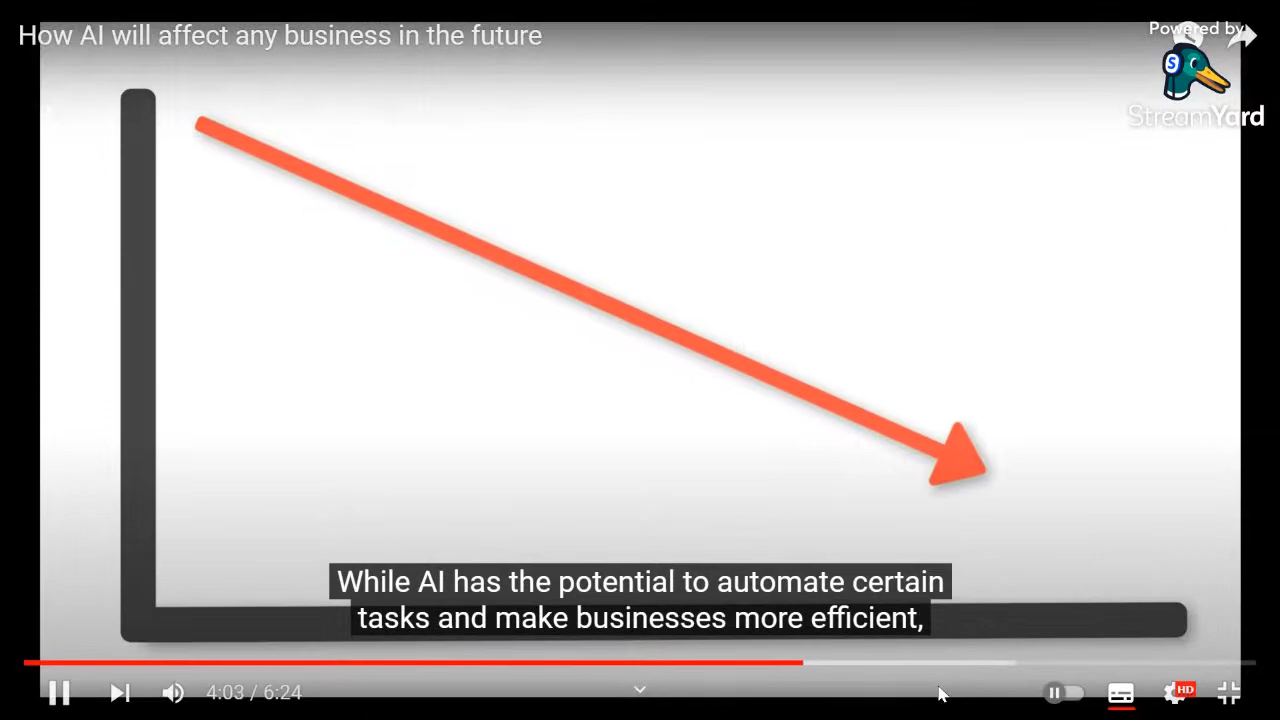 How AI will affect any business in the future
Powered by
S
StreamYard
While AI has the potential to automate certain
tasks and make businesses more efficient,
4:03 / 6:24
HD